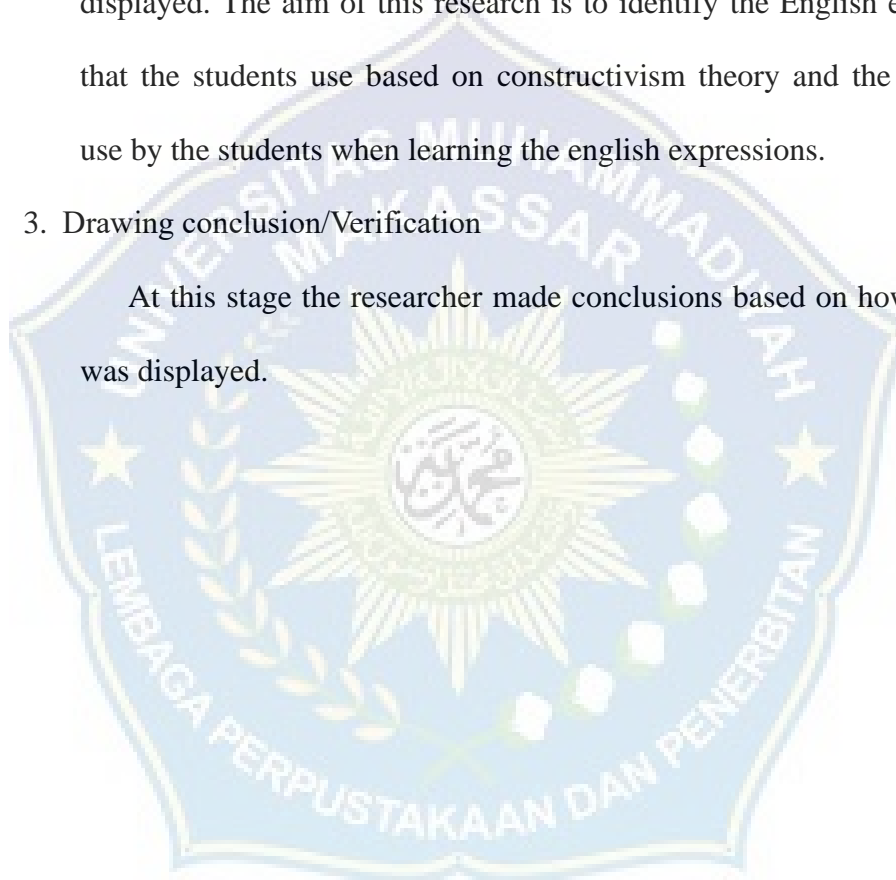 displayed. The aim of this research is to identify the English e
that the students use based on constructivism theory and the
use by the students when learning the english expressions.
3. Drawing conclusion/Verification
At this stage the researcher made conclusions based on how
was displayed.
UNIVERSITAS MUHAMMADIYAH
MAKASSAR
LEMBAGA PERPUSTAKAAN DAN PENERBITAN